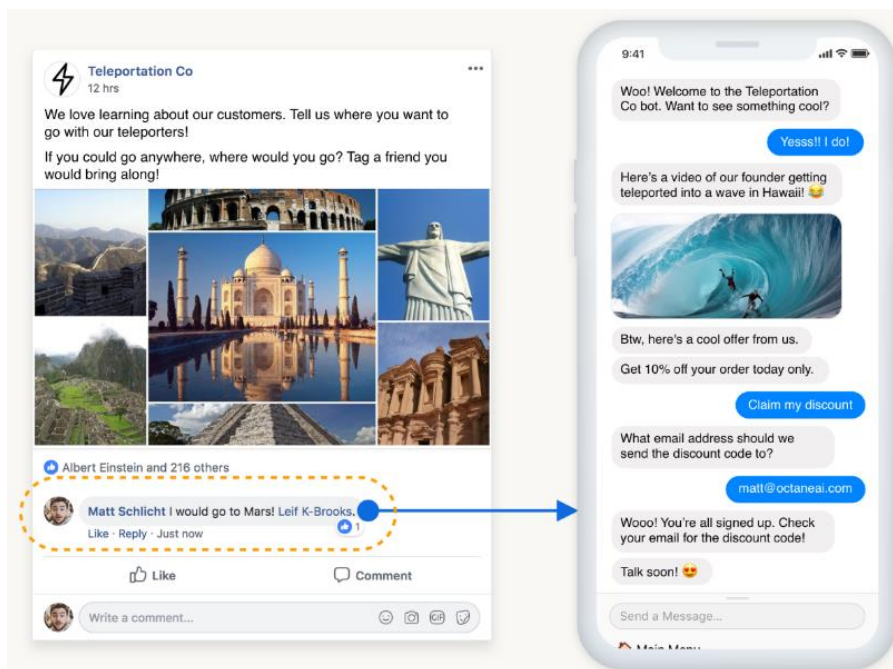 Teleportation Co
12 hrs
We love learning about our customers. Tell us where you want to
go with our teleporters!
If you could go anywhere, where would you go? Tag a friend you
would bring along!
Albert Einstein and 216 others
Matt Schlicht I would go to Mars! Leif K-Brooks.
1
Like · Reply · Just now
Like
Comment
Write a comment...
GIF
9:41
Woo! Welcome to the Teleportation
Co bot. Want to see something cool?
Yesss!! I do!
Here's a video of our founder getting
teleported into a wave in Hawaii! 😂
Btw, here's a cool offer from us.
Get 10% off your order today only.
Claim my discount
What email address should we
send the discount code to?
matt@octaneai.com
Wooo! You're all signed up. Check
your email for the discount code!
Talk soon! 😍
Send a Message...
Main Menu